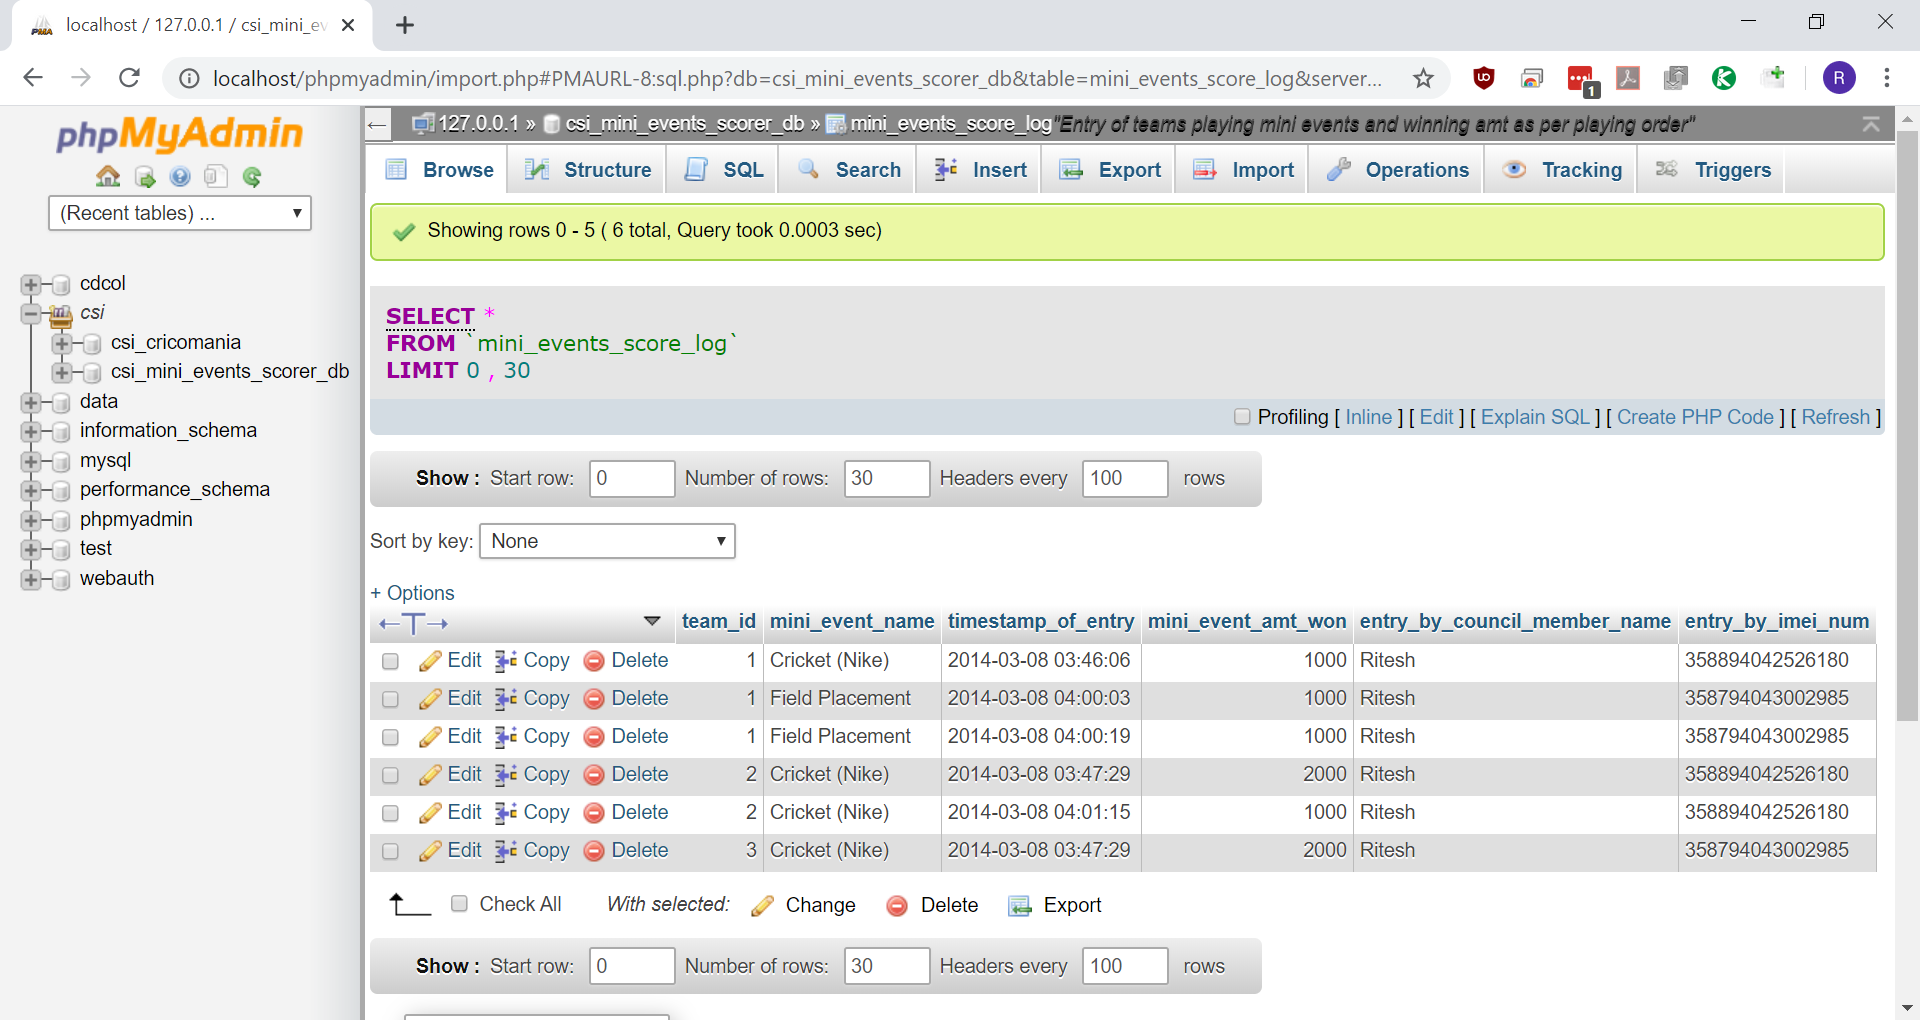 localhost / 127.0.0.1 / csi_mini_ev
localhost/phpmyadmin/import.php#PMAURL-8:sql.php?db=csi_mini_events_scorer_db&table=mini_events_score_log&server...
1
R
phpMyAdmin
(Recent tables) ...
cdcol
csi
csi_cricomania
csi_mini_events_scorer_db
data
information_schema
mysql
performance_schema
phpmyadmin
test
webauth
127.0.0.1 » csi_mini_events_scorer_db » mini_events_score_log "Entry of teams playing mini events and winning amt as per playing order"
Browse Structure SQL Search Insert Export Import Operations Tracking Triggers
Showing rows 0 - 5 ( 6 total, Query took 0.0003 sec)
SELECT *
FROM `mini_events_score_log`
LIMIT 0 , 30
Profiling [ Inline ] [ Edit ] [ Explain SQL ] [ Create PHP Code ] [ Refresh ]
Show : Start row: 0 Number of rows: 30 Headers every 100 rows
Sort by key: None
+ Options
←T→ team_id mini_event_name timestamp_of_entry mini_event_amt_won entry_by_council_member_name entry_by_imei_num
Edit Copy Delete 1 Cricket (Nike) 2014-03-08 03:46:06 1000 Ritesh 358894042526180
Edit Copy Delete 1 Field Placement 2014-03-08 04:00:03 1000 Ritesh 358794043002985
Edit Copy Delete 1 Field Placement 2014-03-08 04:00:19 1000 Ritesh 358794043002985
Edit Copy Delete 2 Cricket (Nike) 2014-03-08 03:47:29 2000 Ritesh 358894042526180
Edit Copy Delete 2 Cricket (Nike) 2014-03-08 04:01:15 1000 Ritesh 358894042526180
Edit Copy Delete 3 Cricket (Nike) 2014-03-08 03:47:29 2000 Ritesh 358794043002985
Check All With selected: Change Delete Export
Show : Start row: 0 Number of rows: 30 Headers every 100 rows